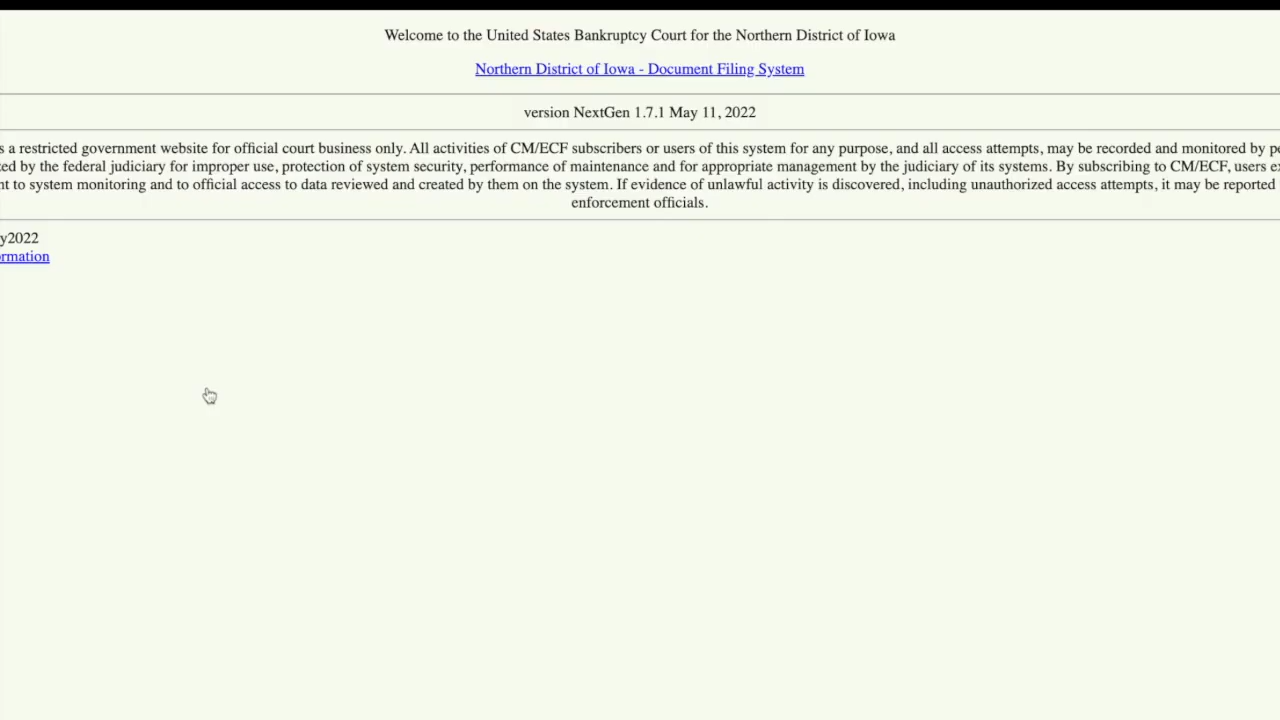 Welcome to the United States Bankruptcy Court for the Northern District of Iowa
Northern District of Iowa - Document Filing System
version NextGen 1.7.1 May 11, 2022
s a restricted government website for official court business only. All activities of CM/ECF subscribers or users of this system for any purpose, and all access attempts, may be recorded and monitored by pe
ed by the federal judiciary for improper use, protection of system security, performance of maintenance and for appropriate management by the judiciary of its systems. By subscribing to CM/ECF, users ex
nt to system monitoring and to official access to data reviewed and created by them on the system. If evidence of unlawful activity is discovered, including unauthorized access attempts, it may be reported
enforcement officials.
y2022
rmation